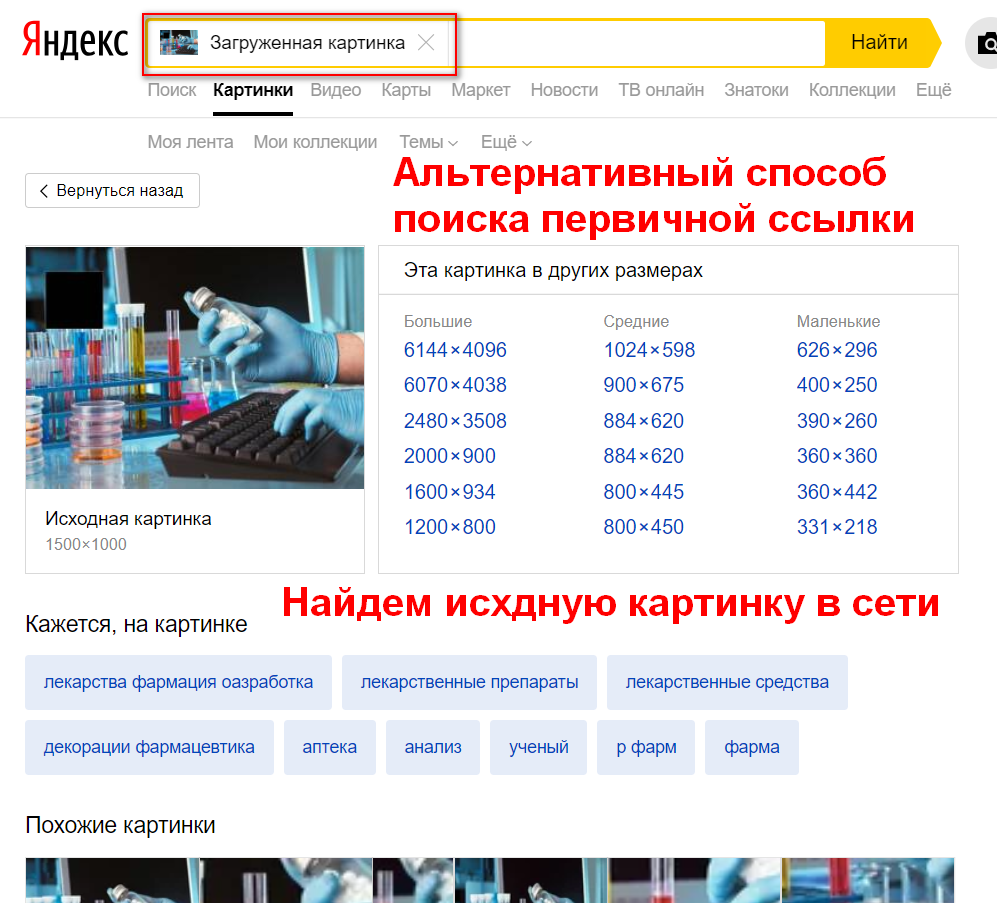 Яндекс
Загруженная картинка
Найти
Поиск Картинки Видео Карты Маркет Новости ТВ онлайн Знатоки Коллекции Ещё
Моя лента Мои коллекции Темы Ещё
Альтернативный способ
поиска первичной ссылки
Вернуться назад
Эта картинка в других размерах
Большие Средние Маленькие
6144×4096 1024×598 626×296
6070×4038 900×675 400×250
2480×3508 884×620 390×260
2000×900 884×620 360×360
1600×934 800×445 360×442
1200×800 800×450 331×218
Исходная картинка
1500×1000
Найдем исхдную картинку в сети
Кажется, на картинке
лекарства фармация оазработка лекарственные препараты лекарственные средства
декорации фармацевтика аптека анализ ученый р фарм фарма
Похожие картинки